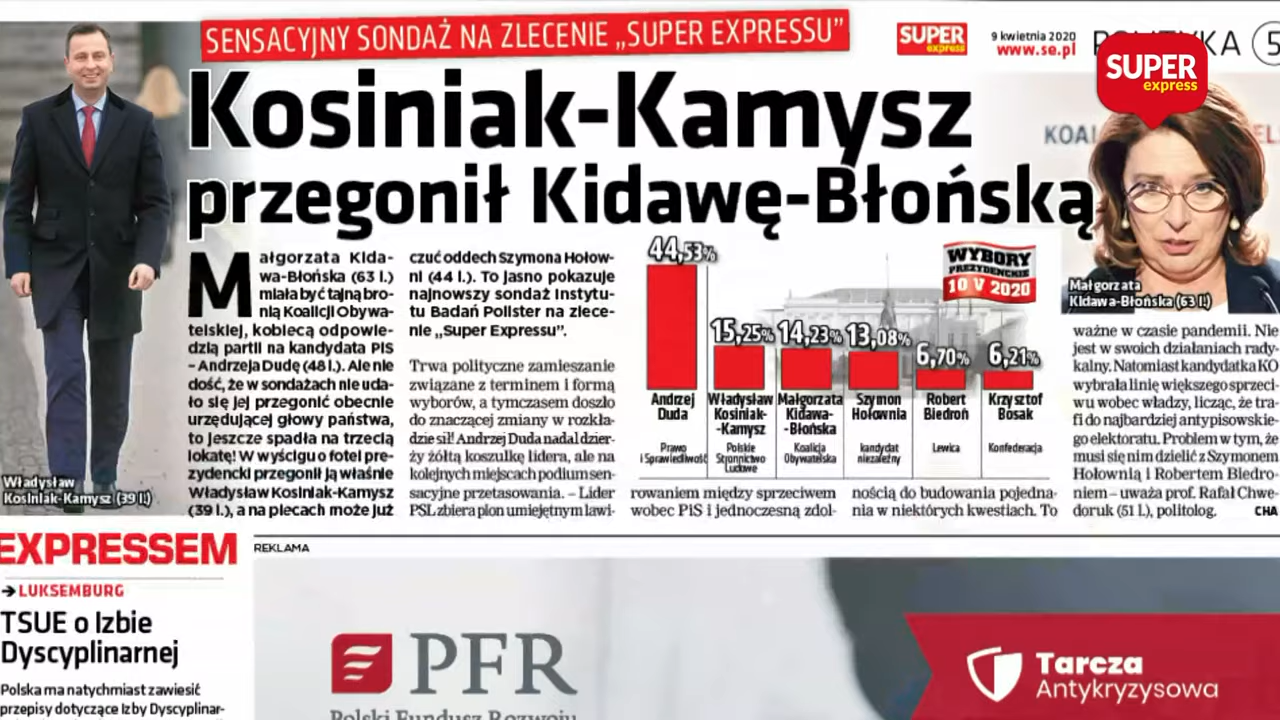 SENSACYJNY SONDAŻ NA ZLECENIE „SUPER EXPRESSU”
SUPER
express
9 kwietnia 2020
www.se.pl
POLITYKA 5
SUPER
express
Kosiniak-Kamysz
przegonił Kidawę-Błońską
Władysław
Kosiniak-Kamysz (39 l.)
Małgorzata Kida-
wa-Błońska (63 l.)
miała być tajną bro-
nią Koalicji Obywa-
telskiej, kobiecą odpowie-
dzią partii na kandydata PiS
– Andrzeja Dudę (48 l.). Ale nie
dość, że w sondażach nie uda-
ło się jej przegonić obecnie
urzędującej głowy państwa,
to jeszcze spadła na trzecią
lokatę! W wyścigu o fotel pre-
zydencki przegonił ją właśnie
Władysław Kosiniak-Kamysz
(39 l.), a na plecach może już
czuć oddech Szymona Hołow-
ni (44 l.). To jasno pokazuje
najnowszy sondaż Instytu-
tu Badań Pollster na zlece-
nie „Super Expressu”.
Trwa polityczne zamieszanie
związane z terminem i formą
wyborów, a tymczasem doszło
do znaczej zmiany w rozkła-
dzie sił! Andrzej Duda nadal dzier-
ży żółtą koszulkę lidera, ale na
kolejnych miejscach podium sen-
sacyjne przetasowania. – Lider
PSL zbiera plon umiejętnym lawi-
WYBORY
PREZYDENCKIE
10 V 2020
44,53%
15,25%
14,23%
13,08%
6,70%
6,21%
Andrzej
Duda
Prawo
i Sprawiedliwość
Władysław
Kosiniak-
-Kamysz
Polskie
Stronnictwo
Ludowe
Małgorzata
Kidawa-
-Błońska
Koalicja
Obywatelska
Szymon
Hołownia
kandydat
niezależny
Robert
Biedroń
Lewica
Krzysztof
Bosak
Konfederacja
rowaniem między sprzeciwem
wobec PiS i jednoczesną zdol-
nością do budowania pojedna-
nia w niektórych kwestiach. To
KOAL
EL
Małgorzata
Kidawa-Błońska (63 l.)
ważne w czasie pandemii. Nie
jest w swoich działaniach rady-
kalny. Natomiast kandydatka KO
wybrała linię większego sprzeci-
wu wobec władzy, licząc, że tra-
fi do najbardziej antypisowskie-
go elektoratu. Problem w tym, że
musi się nim dzielić z Szymonem
Hołownią i Robertem Biedro-
niem – uważa prof. Rafał Chwe-
doruk (51 l.), politolog. CHA
EXPRESSEM
LUKSEMBURG
TSUE o Izbie
Dyscyplinarnej
Polska ma natychmiast zawiesić
przepisy dotyczące Izby Dyscyplinar-
REKLAMA
PFR
Polski Fundusz Rozwoju
Tarcza
Antykryzysowa